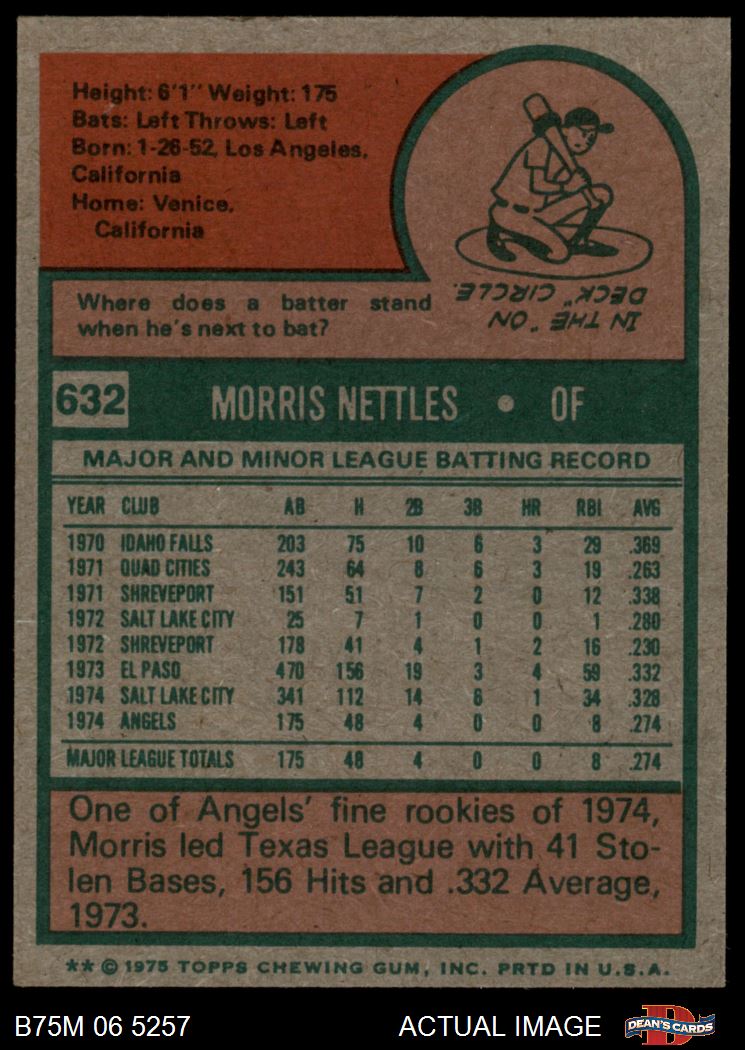 Height: 6'1" Weight: 175
Bats: Left Throws: Left
Born: 1-26-52, Los Angeles,
California
Home: Venice,
California
Where does a batter stand
when he's next to bat?
IN THE "ON
DECK" CIRCLE.
632 MORRIS NETTLES • OF
MAJOR AND MINOR LEAGUE BATTING RECORD
YEAR CLUB AB H 2B 3B HR RBI AVG
1970 IDAHO FALLS 203 75 10 6 3 29 .369
1971 QUAD CITIES 243 64 8 6 3 19 .263
1971 SHREVEPORT 151 51 7 2 0 12 .338
1972 SALT LAKE CITY 25 7 1 0 0 1 .280
1972 SHREVEPORT 178 41 4 1 2 16 .230
1973 EL PASO 470 156 19 3 4 59 .332
1974 SALT LAKE CITY 341 112 14 6 1 34 .328
1974 ANGELS 175 48 4 0 0 8 .274
MAJOR LEAGUE TOTALS 175 48 4 0 0 8 .274
One of Angels' fine rookies of 1974,
Morris led Texas League with 41 Sto-
len Bases, 156 Hits and .332 Average,
1973.
** © 1975 TOPPS CHEWING GUM, INC. PRTD IN U.S.A.
B75M 06 5257 ACTUAL IMAGE D DEAN'S CARDS